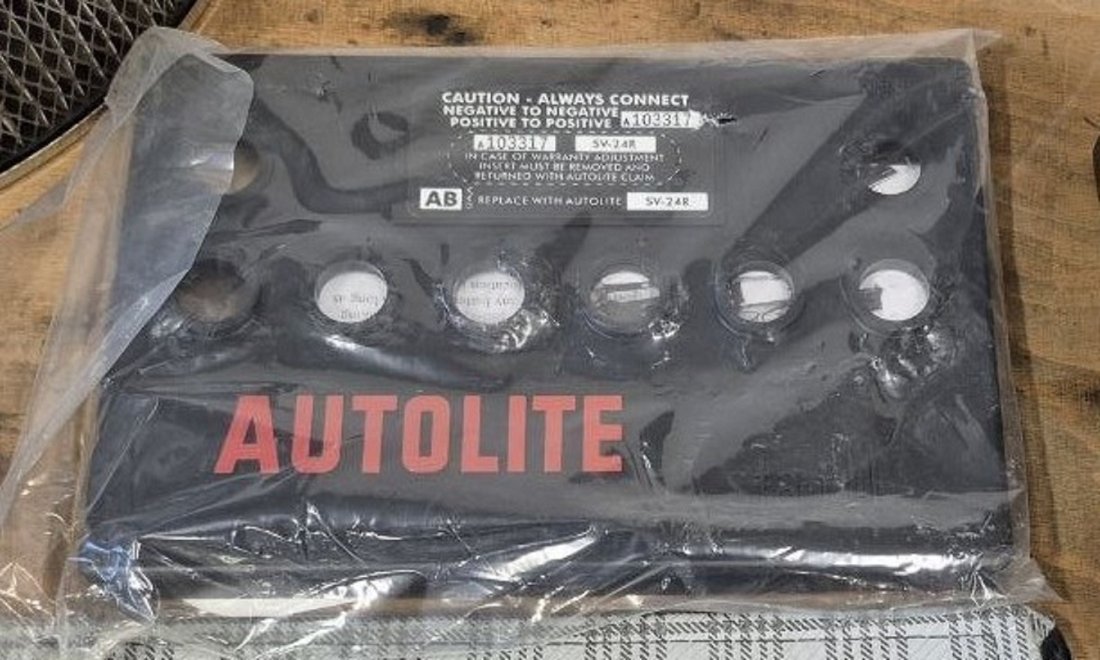 CAUTION - ALWAYS CONNECT
NEGATIVE TO NEGATIVE
POSITIVE TO POSITIVE A103317
A103317 SV-24R
IN CASE OF WARRANTY ADJUSTMENT
INSERT MUST BE REMOVED AND
RETURNED WITH AUTOLITE CLAIM
AB REPLACE WITH AUTOLITE SV-24R
AUTOLITE